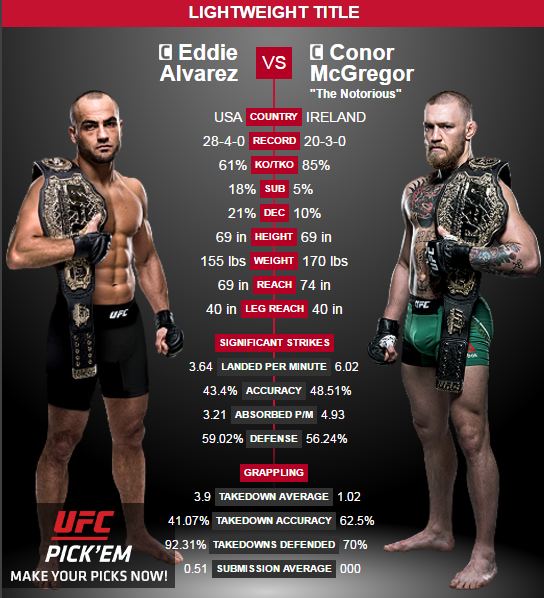 LIGHTWEIGHT TITLE
C Eddie Alvarez VS C Conor McGregor
"The Notorious"
USA COUNTRY IRELAND
28-4-0 RECORD 20-3-0
61% KO/TKO 85%
18% SUB 5%
21% DEC 10%
69 in HEIGHT 69 in
155 lbs WEIGHT 170 lbs
69 in REACH 74 in
40 in LEG REACH 40 in
SIGNIFICANT STRIKES
3.64 LANDED PER MINUTE 6.02
43.4% ACCURACY 48.51%
3.21 ABSORBED P/M 4.93
59.02% DEFENSE 56.24%
GRAPPLING
3.9 TAKEDOWN AVERAGE 1.02
41.07% TAKEDOWN ACCURACY 62.5%
92.31% TAKEDOWNS DEFENDED 70%
0.51 SUBMISSION AVERAGE 000
UFC
PICK'EM
MAKE YOUR PICKS NOW!
UFC
UFC